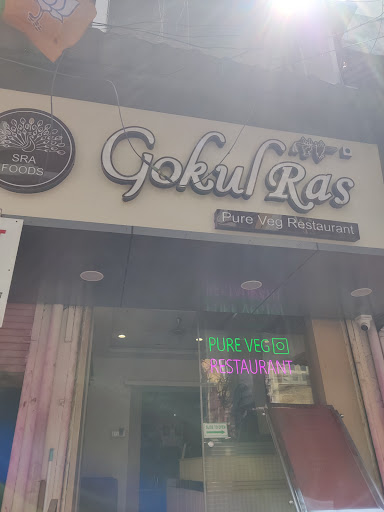 SRA
FOODS
Gokul Ras
Pure Veg Restaurant
PURE VEG
RESTAURANT